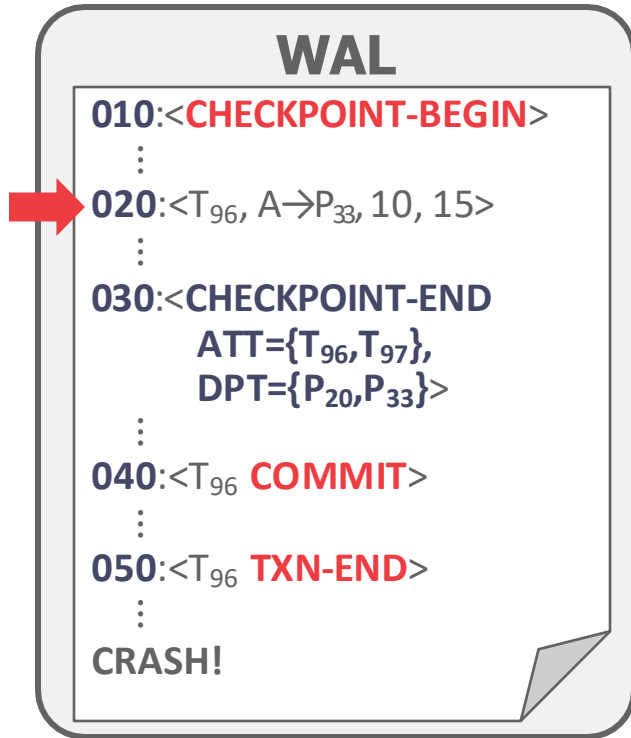 WAL
010:<CHECKPOINT-BEGIN>
⋮
020:<T₉₆, A→P₃₃, 10, 15>
⋮
030:<CHECKPOINT-END
ATT={T₉₆,T₉₇},
DPT={P₂₀,P₃₃}>
⋮
040:<T₉₆ COMMIT>
⋮
050:<T₉₆ TXN-END>
⋮
CRASH!